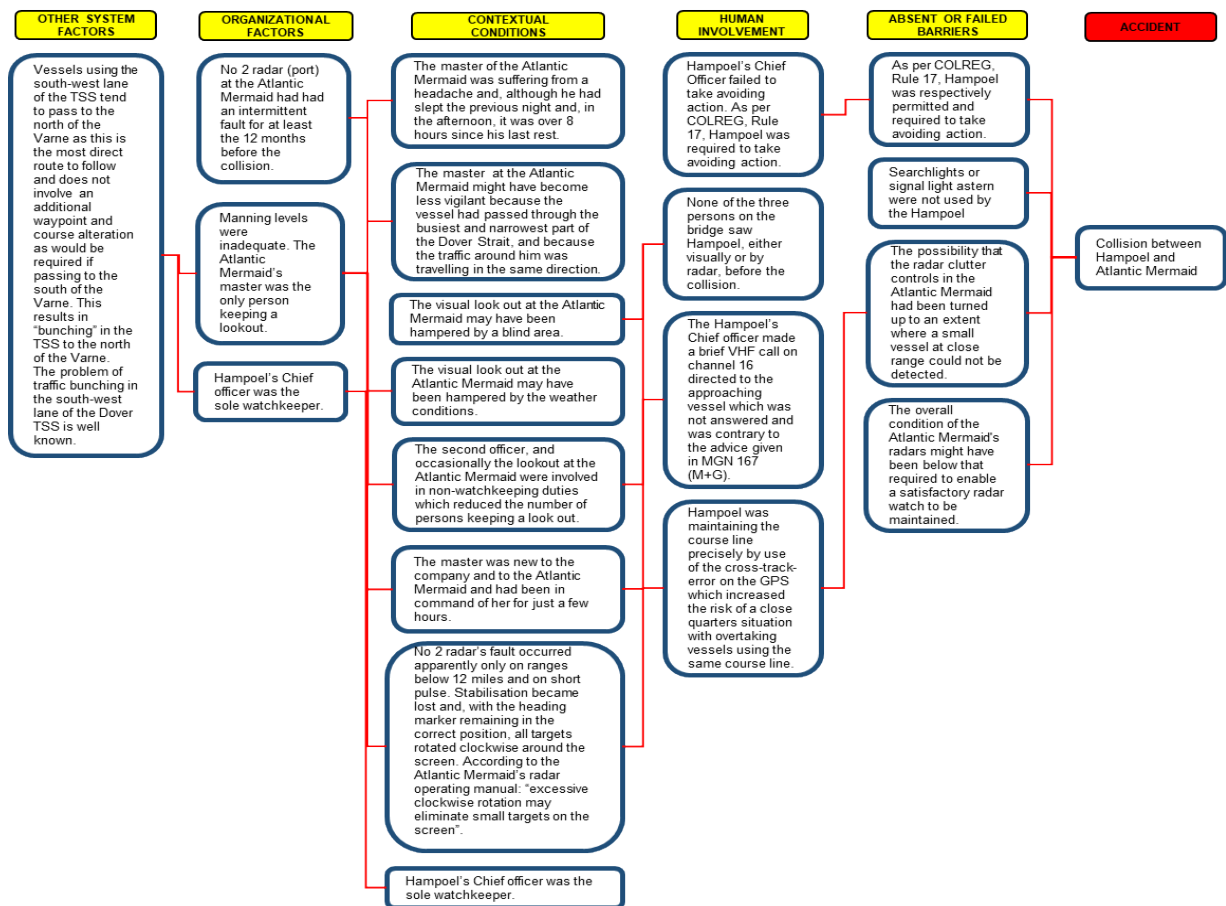 OTHER SYSTEM
FACTORS
ORGANIZATIONAL
FACTORS
CONTEXTUAL
CONDITIONS
HUMAN
INVOLVEMENT
ABSENT OR FAILED
BARRIERS
ACCIDENT
Vessels using the
south-west lane
of the TSS tend
to pass to the
north of the
Varne as this is
the most direct
route to follow
and does not
involve an
additional
waypoint and
course alteration
as would be
required if
passing to the
south of the
Varne. This
results in
“bunching” in the
TSS to the north
of the Varne.
The problem of
traffic bunching in
the south-west
lane of the Dover
TSS is well
known.
No 2 radar (port)
at the Atlantic
Mermaid had had
an intermittent
fault for at least
the 12 months
before the
collision.
Manning levels
were
inadequate. The
Atlantic
Mermaid’s
master was the
only person
keeping a
lookout.
Hampoel’s Chief
officer was the
sole watchkeeper.
The master of the Atlantic
Mermaid was suffering from a
headache and, although he had
slept the previous night and, in
the afternoon, it was over 8
hours since his last rest.
The master at the Atlantic
Mermaid might have become
less vigilant because the
vessel had passed through the
busiest and narrowest part of
the Dover Strait, and because
the traffic around him was
travelling in the same direction.
The visual look out at the Atlantic
Mermaid may have been
hampered by a blind area.
The visual look out at the
Atlantic Mermaid may have
been hampered by the weather
conditions.
The second officer, and
occasionally the lookout at the
Atlantic Mermaid were involved
in non-watchkeeping duties
which reduced the number of
persons keeping a look out.
The master was new to the
company and to the Atlantic
Mermaid and had been in
command of her for just a few
hours.
No 2 radar’s fault occurred
apparently only on ranges
below 12 miles and on short
pulse. Stabilisation became
lost and, with the heading
marker remaining in the
correct position, all targets
rotated clockwise around the
screen. According to the
Atlantic Mermaid’s radar
operating manual: “excessive
clockwise rotation may
eliminate small targets on the
screen”.
Hampoel’s Chief officer was the
sole watchkeeper.
Hampoel’s Chief
Officer failed to
take avoiding
action. As per
COLREG, Rule
17, Hampoel was
required to take
avoiding action.
None of the three
persons on the
bridge saw
Hampoel, either
visually or by
radar, before the
collision.
The Hampoel’s
Chief officer made
a brief VHF call on
channel 16
directed to the
approaching
vessel which was
not answered and
was contrary to
the advice given
in MGN 167
(M+G).
Hampoel was
maintaining the
course line
precisely by use
of the cross-track-
error on the GPS
which increased
the risk of a close
quarters situation
with overtaking
vessels using the
same course line.
As per COLREG,
Rule 17, Hampoel
was respectively
permitted and
required to take
avoiding action.
Searchlights or
signal light astern
were not used by
the Hampoel
The possibility that
the radar clutter
controls in the
Atlantic Mermaid
had been turned
up to an extent
where a small
vessel at close
range could not be
detected.
The overall
condition of the
Atlantic Mermaid's
radars might have
been below that
required to enable
a satisfactory radar
watch to be
maintained.
Collision between
Hampoel and
Atlantic Mermaid